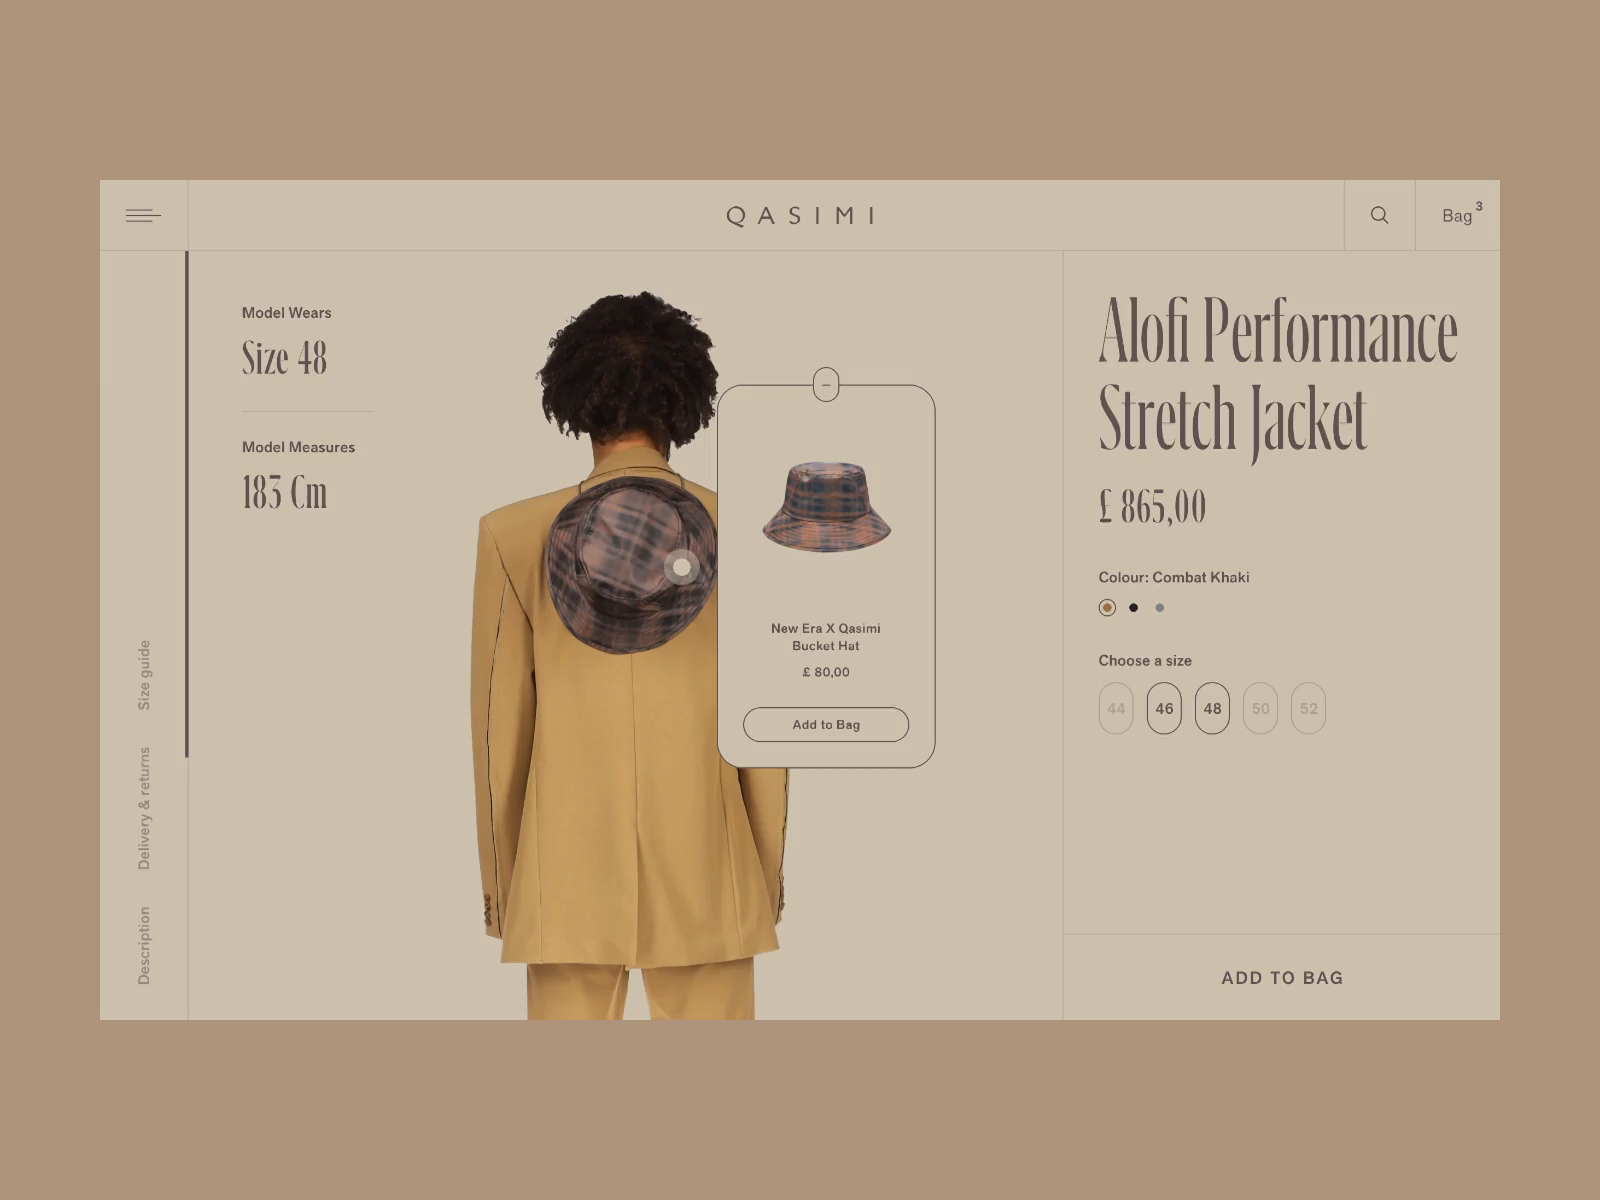 QASIMI
Bag 3
Model Wears
Size 48
Model Measures
183 Cm
Size guide
Delivery & returns
Description
New Era X Qasimi
Bucket Hat
£ 80,00
Add to Bag
Alofi Performance
Stretch Jacket
£ 865,00
Colour: Combat Khaki
Choose a size
44 46 48 50 52
ADD TO BAG